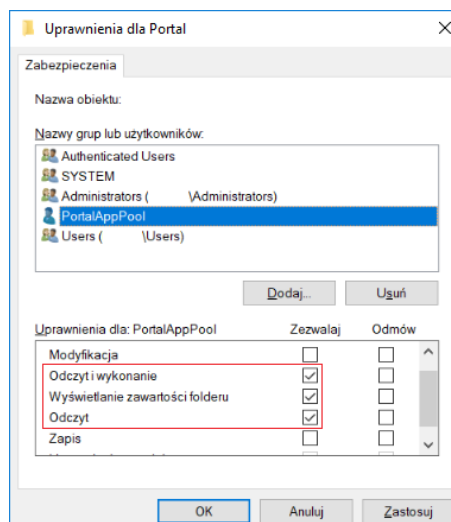 Uprawnienia dla Portal
Zabezpieczenia
Nazwa obiektu:
Nazwy grup lub użytkowników:
Authenticated Users
SYSTEM
Administrators ( \Administrators)
PortalAppPool
Users ( \Users)
Dodaj... Usuń
Uprawnienia dla: PortalAppPool Zezwalaj Odmów
Modyfikacja
Odczyt i wykonanie
Wyświetlanie zawartości folderu
Odczyt
Zapis
OK Anuluj Zastosuj